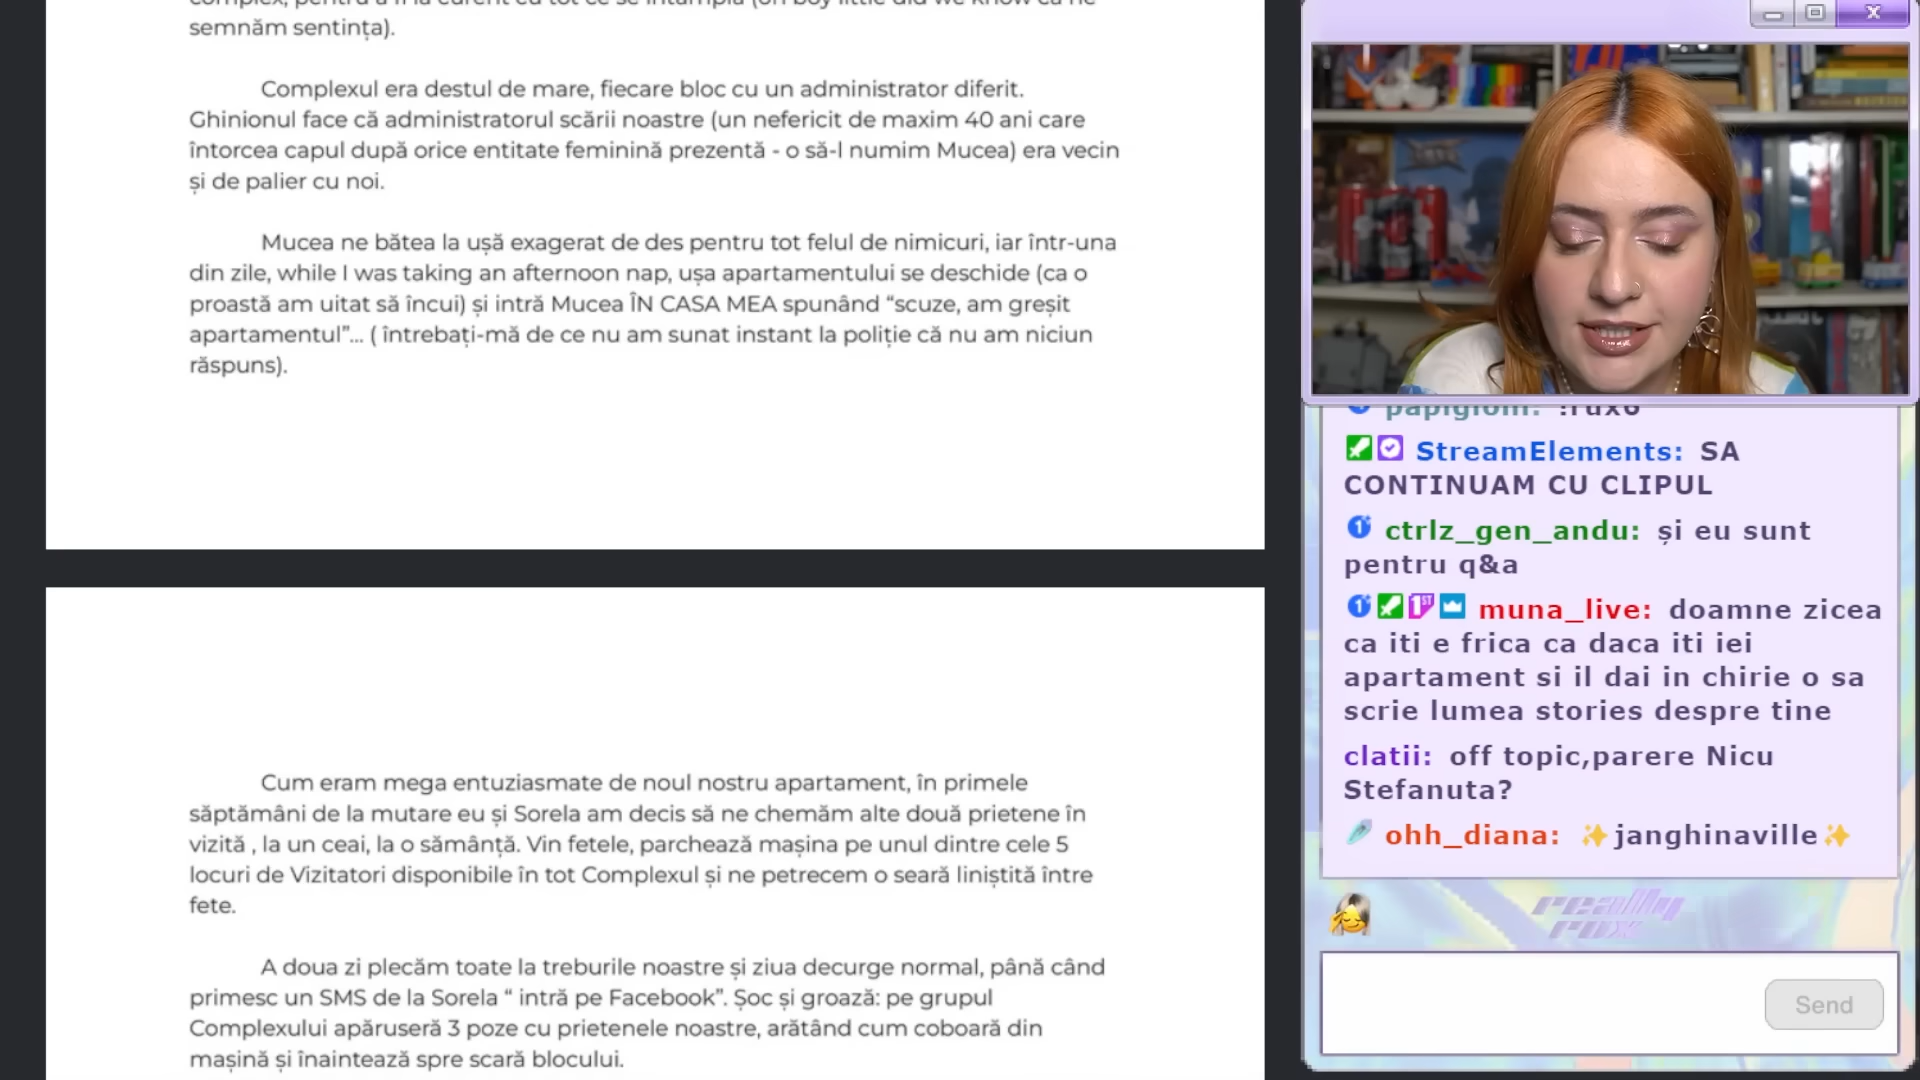 semnăm sentința).
Complexul era destul de mare, fiecare bloc cu un administrator diferit.
Ghinionul face că administratorul scării noastre (un nefericit de maxim 40 ani care
întorcea capul după orice entitate feminină prezentă - o să-l numim Mucea) era vecin
și de palier cu noi.
Mucea ne bătea la ușă exagerat de des pentru tot felul de nimicuri, iar într-una
din zile, while I was taking an afternoon nap, ușa apartamentului se deschide (ca o
proastă am uitat să încui) și intră Mucea ÎN CASA MEA spunând “scuze, am greșit
apartamentul”... ( întrebați-mă de ce nu am sunat instant la poliție că nu am niciun
răspuns).
Cum eram mega entuziasmate de noul nostru apartament, în primele
săptămâni de la mutare eu și Sorela am decis să ne chemăm alte două prietene în
vizită , la un ceai, la o sămânță. Vin fetele, parchează mașina pe unul dintre cele 5
locuri de Vizitatori disponibile în tot Complexul și ne petrecem o seară liniștită între
fete.
A doua zi plecăm toate la treburile noastre și ziua decurge normal, până când
primesc un SMS de la Sorela “ intră pe Facebook”. Șoc și groază: pe grupul
Complexului apăruseră 3 poze cu prietenele noastre, arătând cum coboară din
mașină și înaintează spre scară blocului.
StreamElements: SA
CONTINUAM CU CLIPUL
ctrlz_gen_andu: și eu sunt
pentru q&a
muna_live: doamne zicea
ca iti e frica ca daca iti iei
apartament si il dai in chirie o sa
scrie lumea stories despre tine
clatii: off topic,parere Nicu
Stefanuta?
ohh_diana: ✨janghinaville✨
really
rux
Send